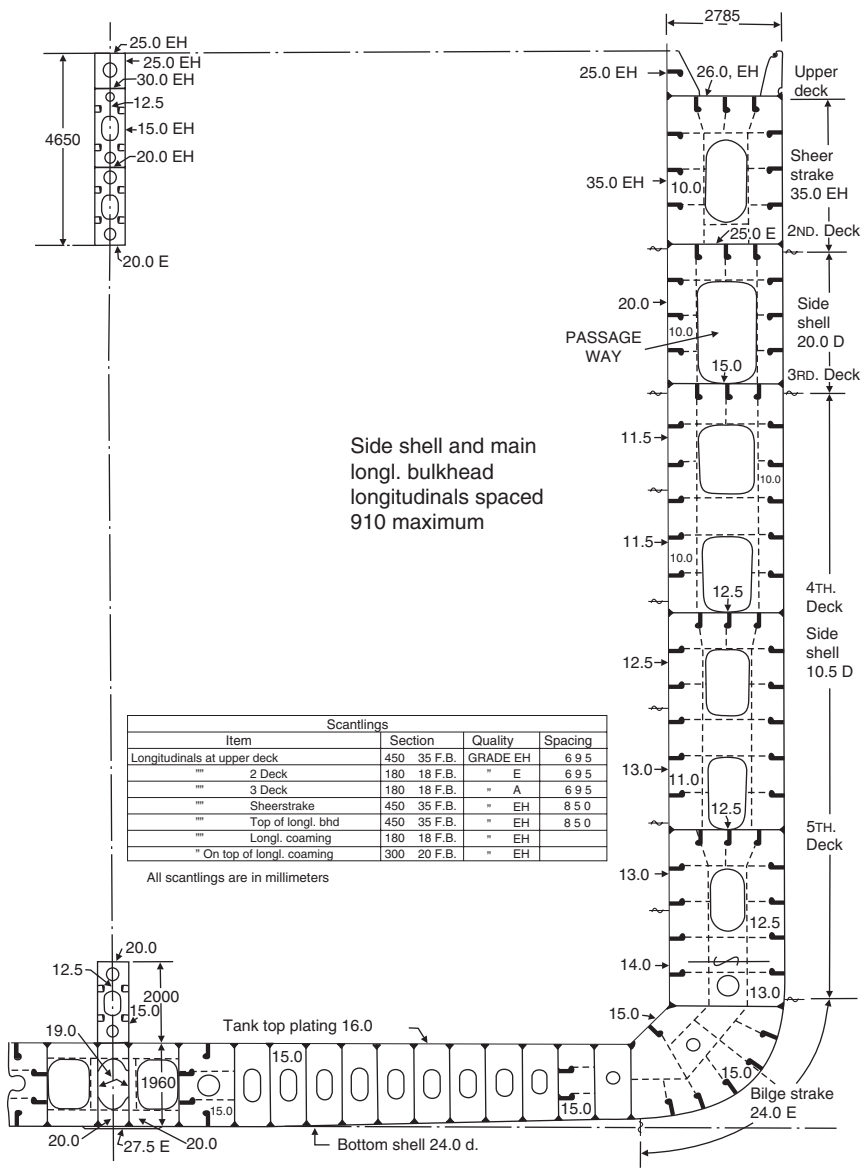 2785
25.0 EH
25.0 EH
30.0 EH
12.5
15.0 EH
4650
20.0 EH
20.0 E
25.0 EH
26.0, EH
Upper
deck
Sheer
strake
35.0 EH
35.0 EH
10.0
25.0 E
2ND. Deck
20.0
10.0
PASSAGE
WAY
15.0
Side
shell
20.0 D
3RD. Deck
Side shell and main
longl. bulkhead
longitudinals spaced
910 maximum
11.5
10.0
11.5
10.0
12.5
4TH.
Deck
Side
shell
10.5 D
12.5
13.0
11.0
12.5
5TH.
Deck
13.0
12.5
14.0
13.0
Scantlings
Item Section Quality Spacing
Longitudinals at upper deck 450 35 F.B. GRADE EH 6 9 5
"" 2 Deck 180 18 F.B. " E 6 9 5
"" 3 Deck 180 18 F.B. " A 6 9 5
"" Sheerstrake 450 35 F.B. " EH 8 5 0
"" Top of longl. bhd 450 35 F.B. " EH 8 5 0
"" Longl. coaming 180 18 F.B. " EH
" On top of longl. coaming 300 20 F.B. " EH
All scantlings are in millimeters
20.0
12.5
2000
15.0
19.0
1960
15.0
Tank top plating 16.0
15.0
15.0
15.0
15.0
Bilge strake
24.0 E
20.0
27.5 E
20.0
Bottom shell 24.0 d.